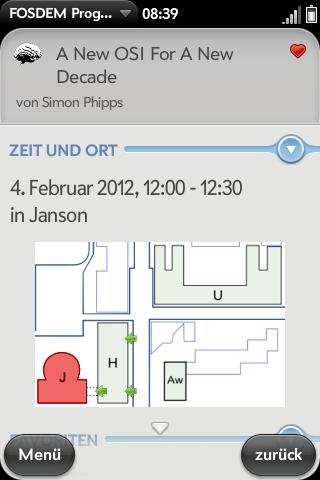 FOSDEM Prog... 08:39
A New OSI For A New
Decade
von Simon Phipps
ZEIT UND ORT
4. Februar 2012, 12:00 - 12:30
in Janson
U
J
H
Aw
FAVORITEN
Menü
zurück